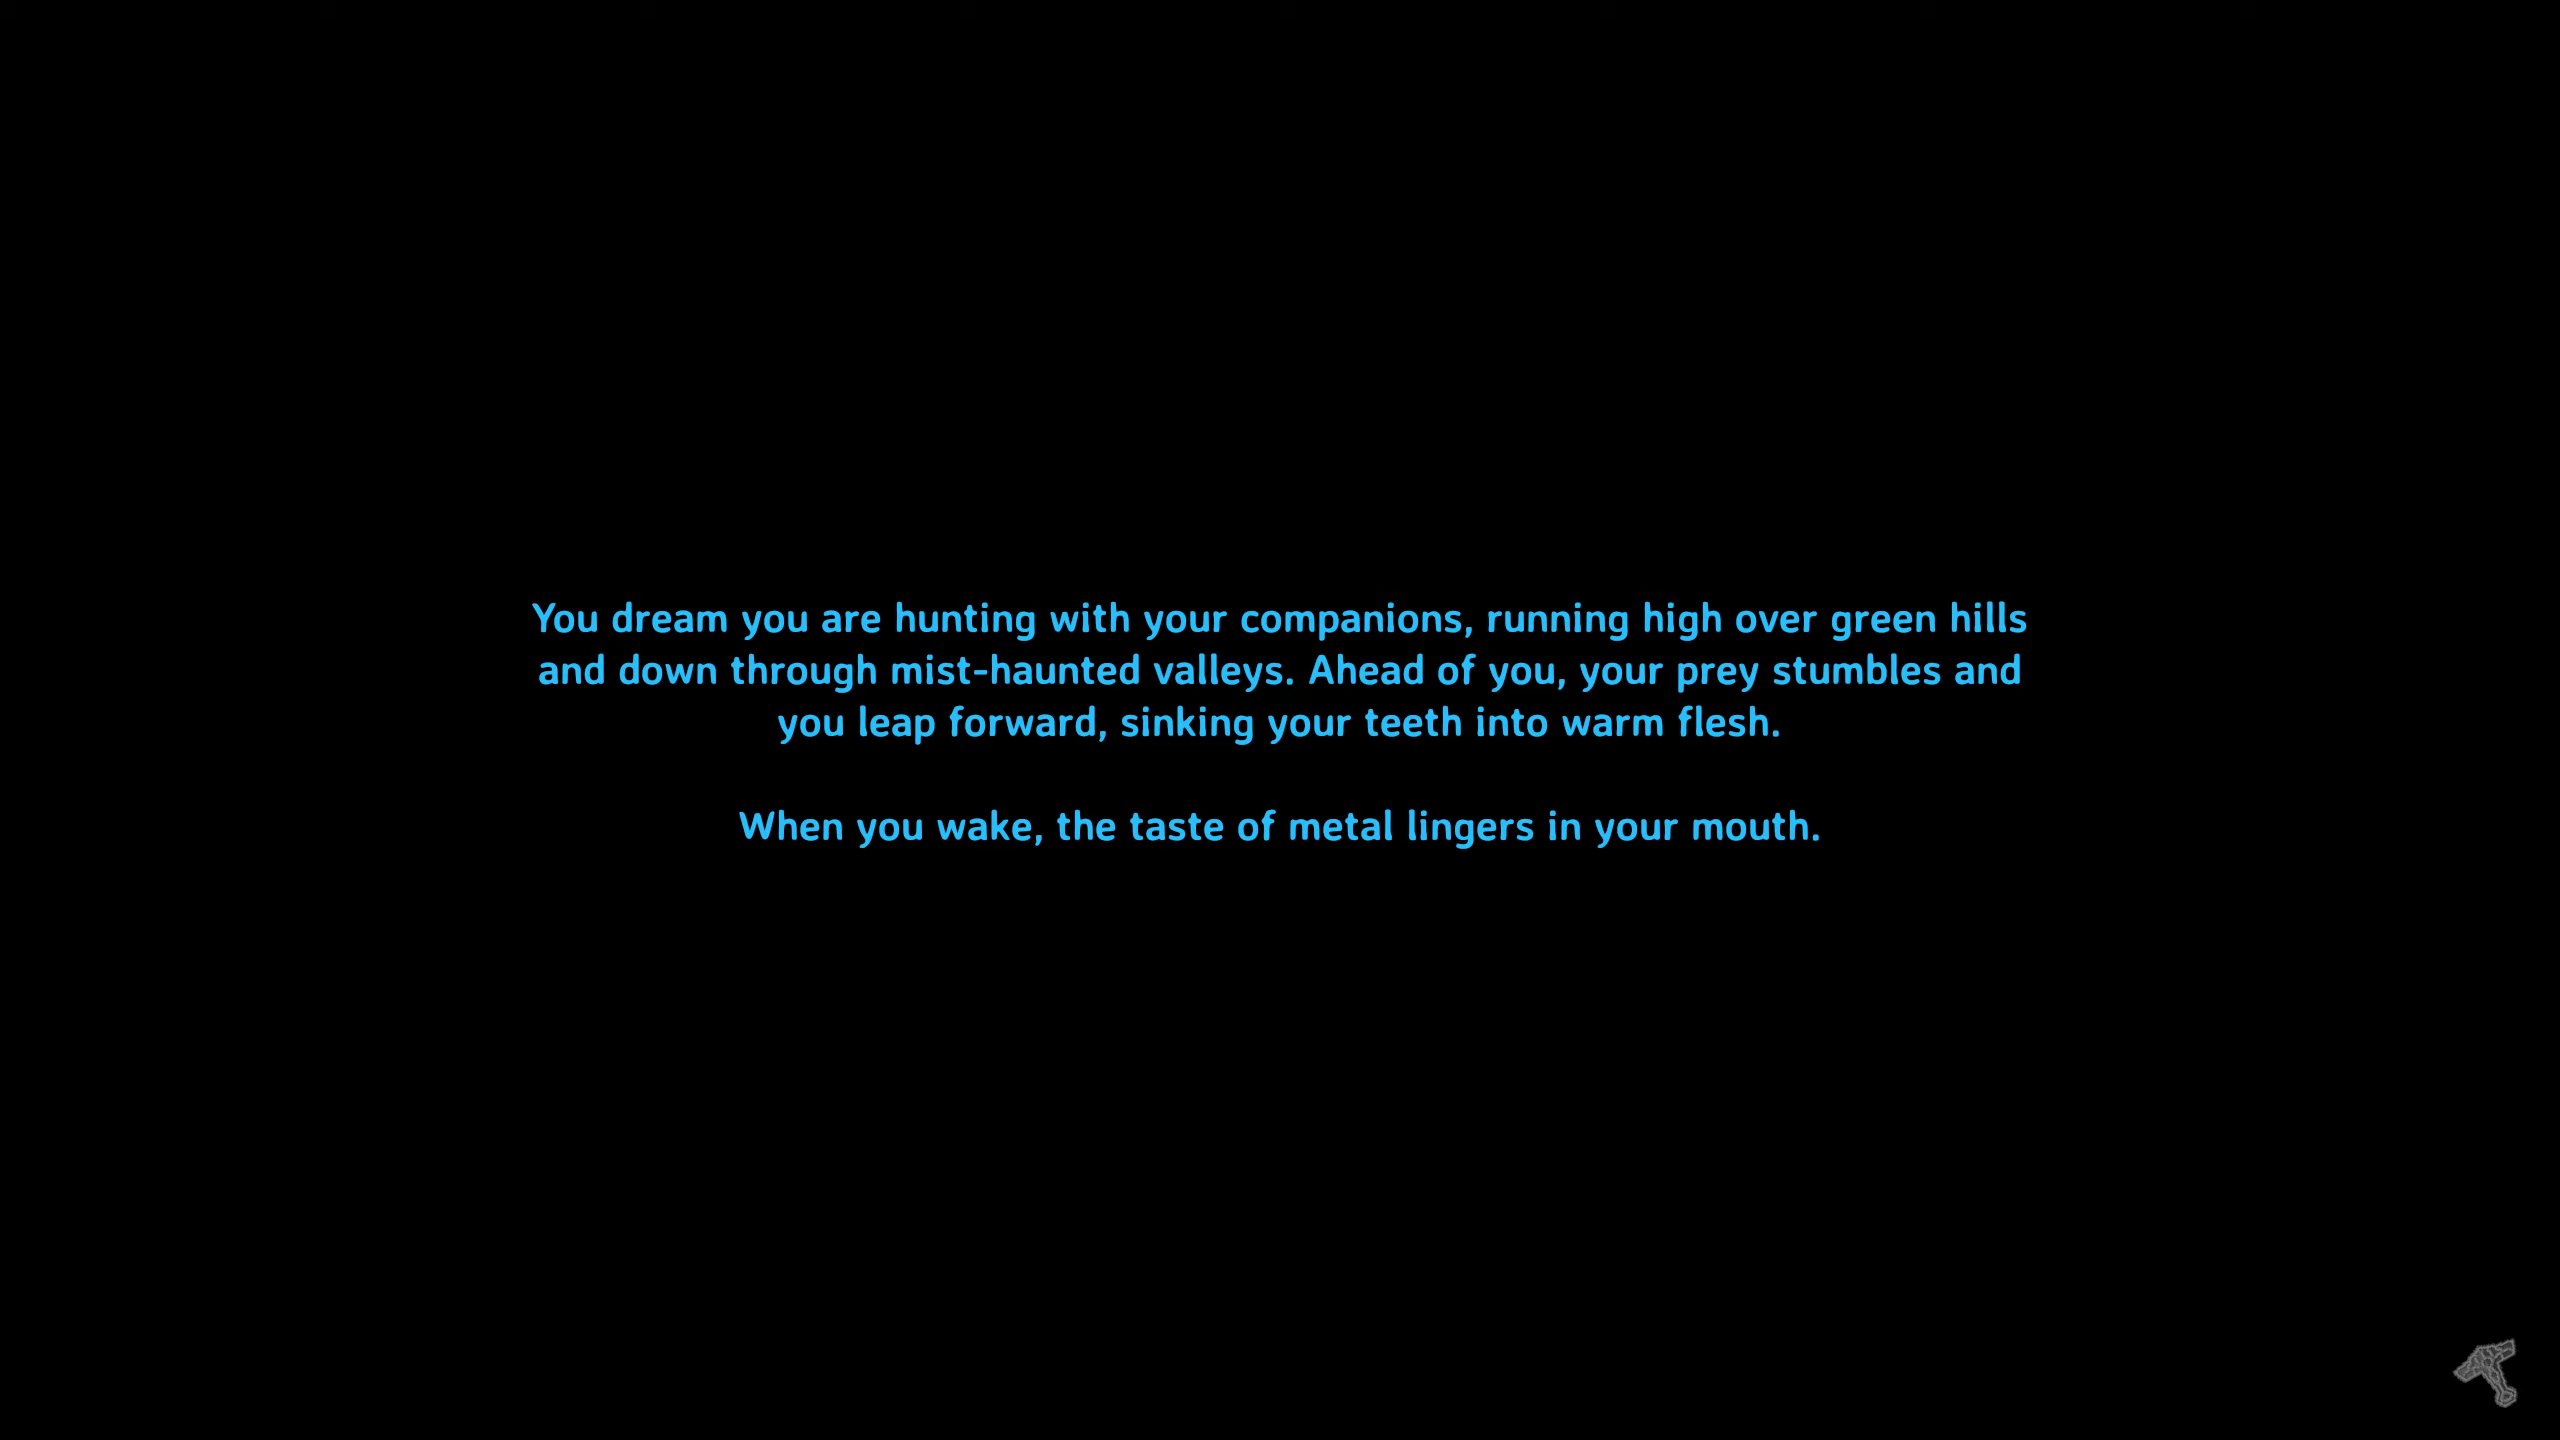 You dream you are hunting with your companions, running high over green hills
and down through mist-haunted valleys. Ahead of you, your prey stumbles and
you leap forward, sinking your teeth into warm flesh.
When you wake, the taste of metal lingers in your mouth.